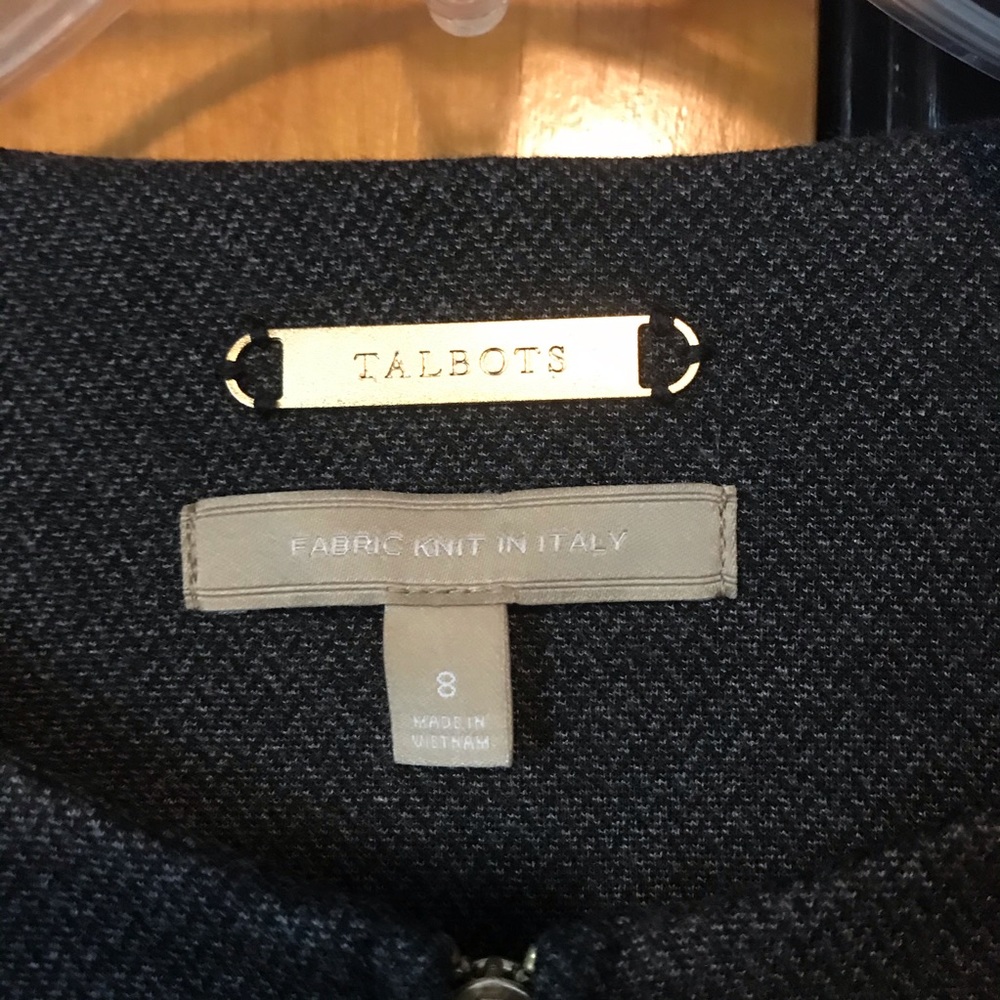 TALBOTS
FABRIC KNIT IN ITALY
8
MADE IN
VIETNAM